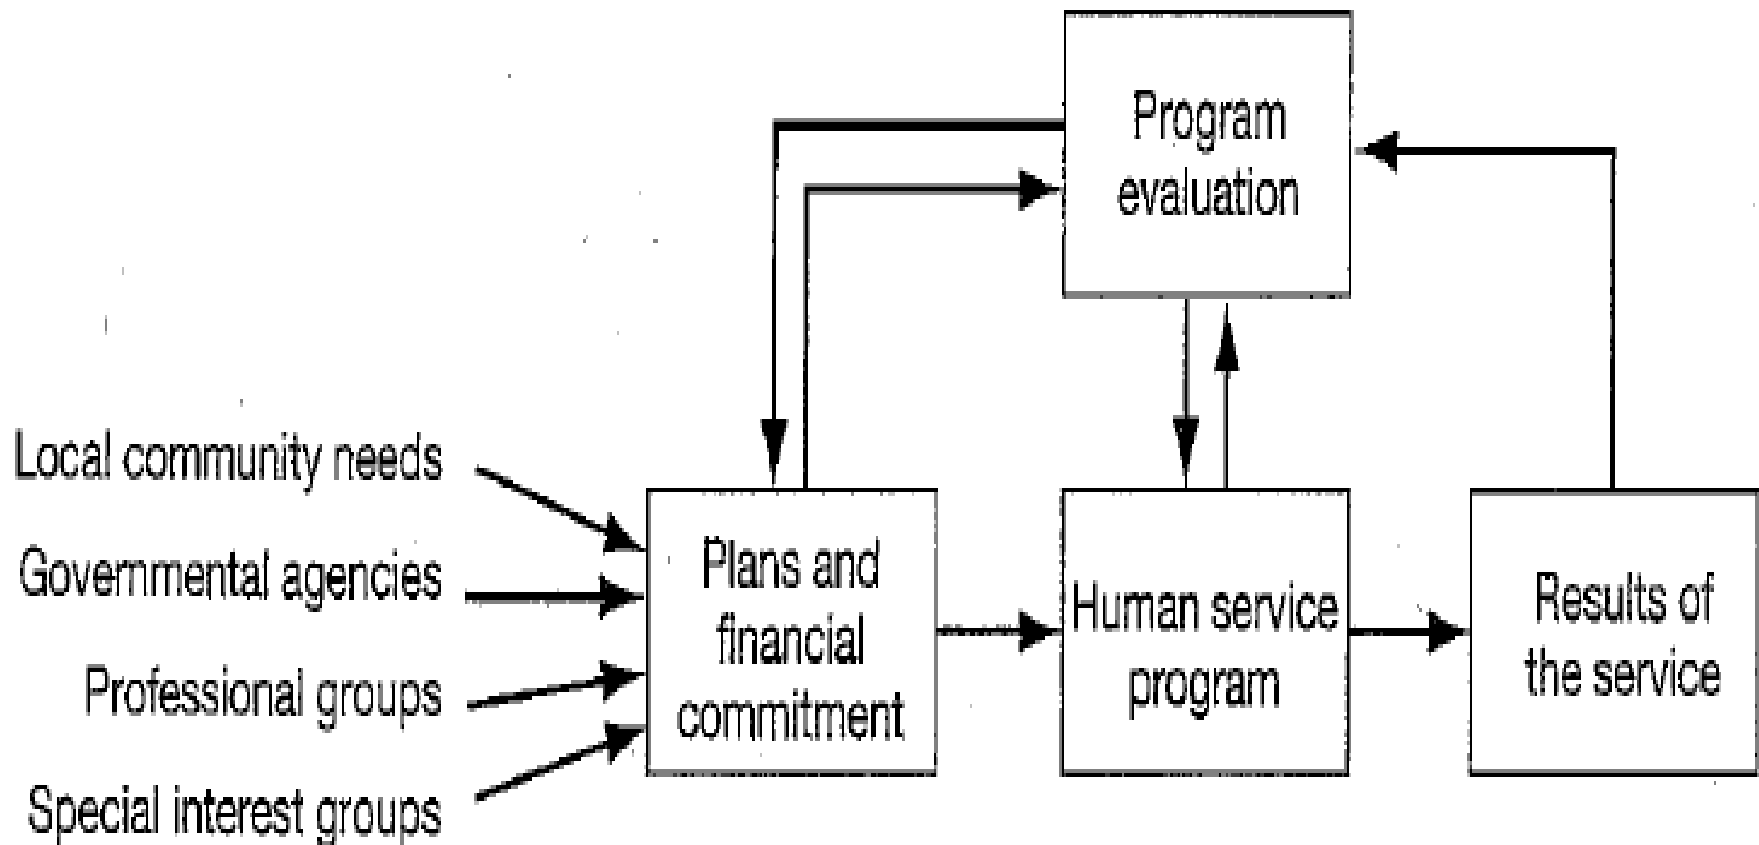 Program
evaluation
Local community needs
Governmental agencies
Professional groups
Special interest groups
Plans and
financial
commitment
Human service
program
Results of
the service